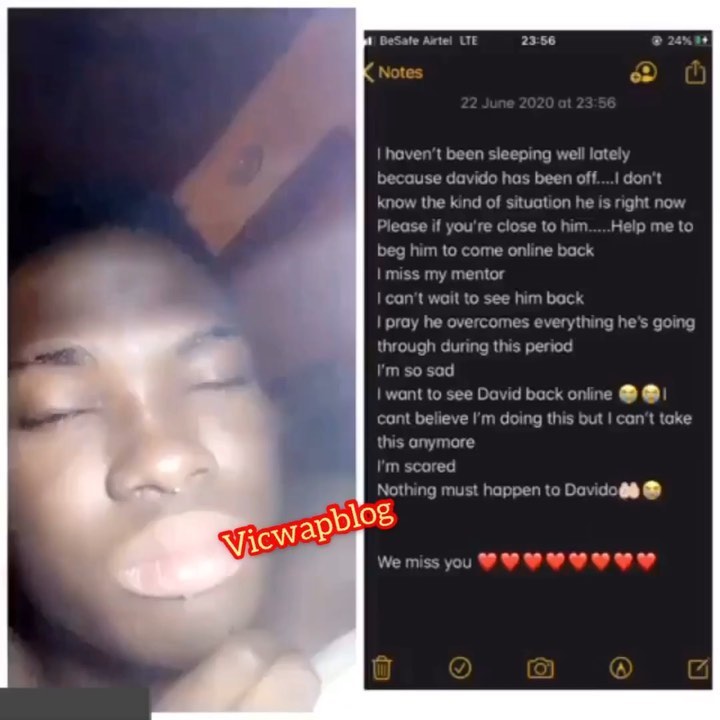 BeSafe Airtel LTE 23:56 24%
Notes
22 June 2020 at 23:56
I haven't been sleeping well lately
because davido has been off....I don't
know the kind of situation he is right now
Please if you're close to him.....Help me to
beg him to come online back
I miss my mentor
I can't wait to see him back
I pray he overcomes everything he's going
through during this period
I'm so sad
I want to see David back online 😭😭I
cant believe I'm doing this but I can't take
this anymore
I'm scared
Nothing must happen to Davido🤲🏻😭
We miss you ❤️❤️❤️❤️❤️❤️❤️❤️
Vicwapblog